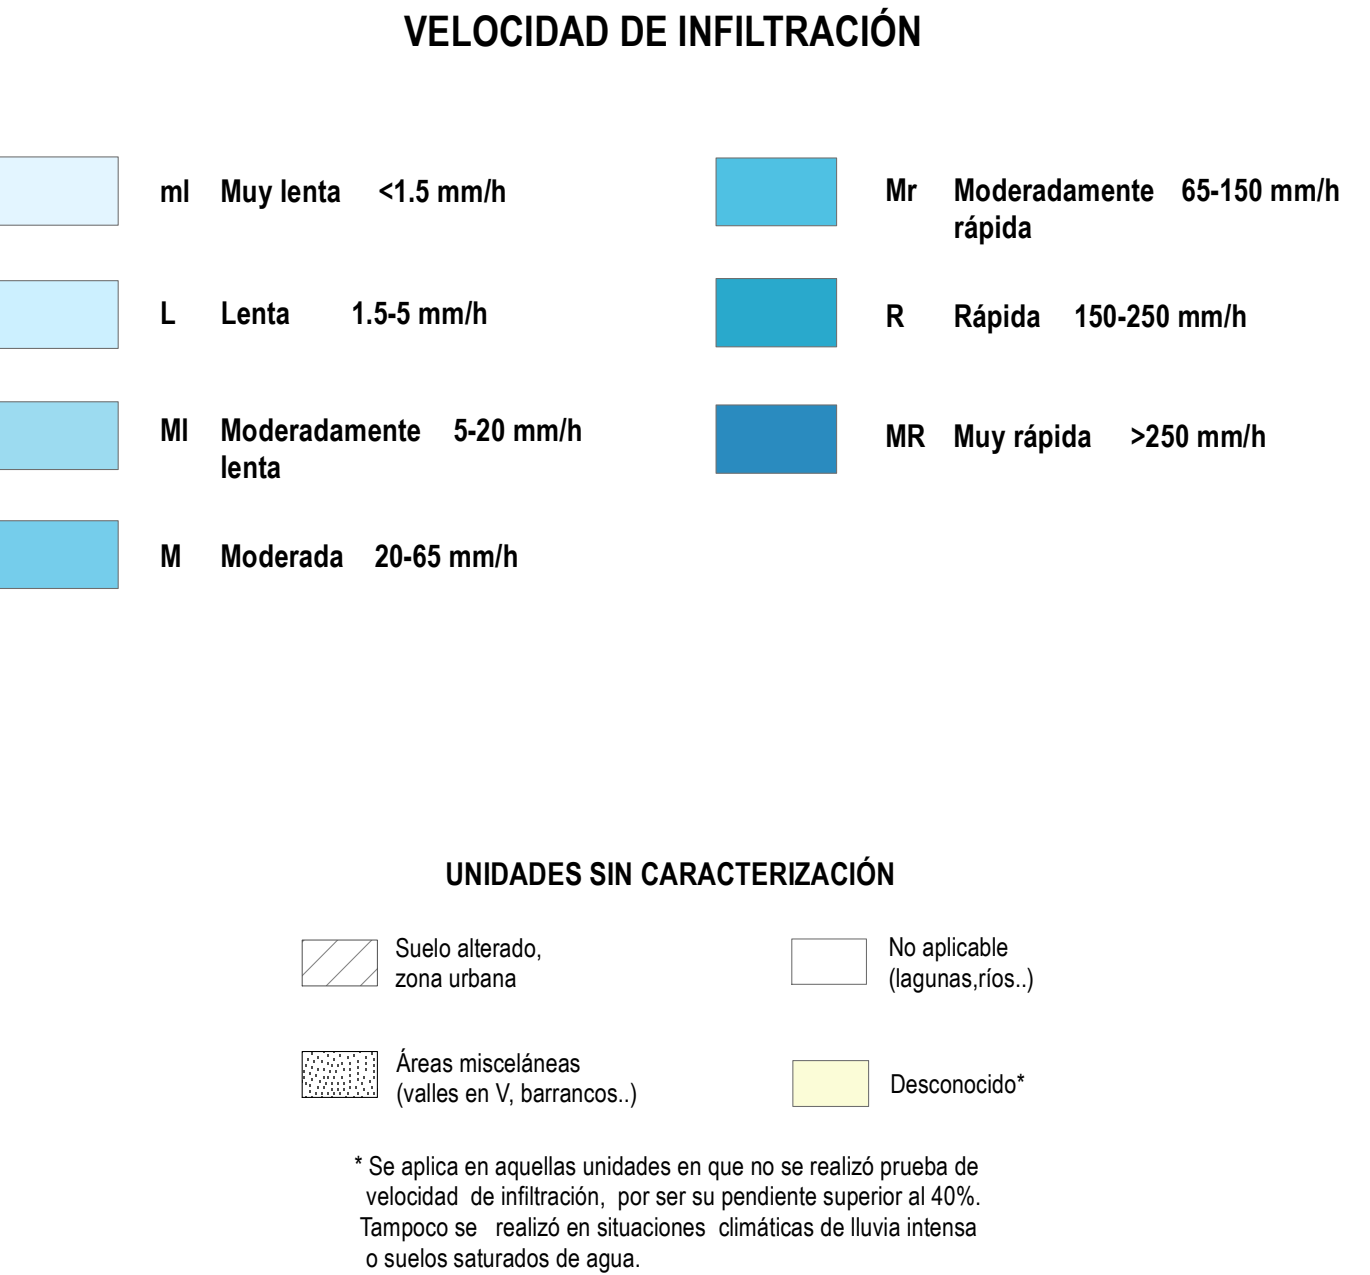 VELOCIDAD DE INFILTRACIÓN
ml Muy lenta <1.5 mm/h
L Lenta 1.5-5 mm/h
Ml Moderadamente 5-20 mm/h
lenta
M Moderada 20-65 mm/h
Mr Moderadamente 65-150 mm/h
rápida
R Rápida 150-250 mm/h
MR Muy rápida >250 mm/h
UNIDADES SIN CARACTERIZACIÓN
Suelo alterado,
zona urbana
Áreas misceláneas
(valles en V, barrancos..)
No aplicable
(lagunas,ríos..)
Desconocido*
* Se aplica en aquellas unidades en que no se realizó prueba de
velocidad de infiltración, por ser su pendiente superior al 40%.
Tampoco se realizó en situaciones climáticas de lluvia intensa
o suelos saturados de agua.